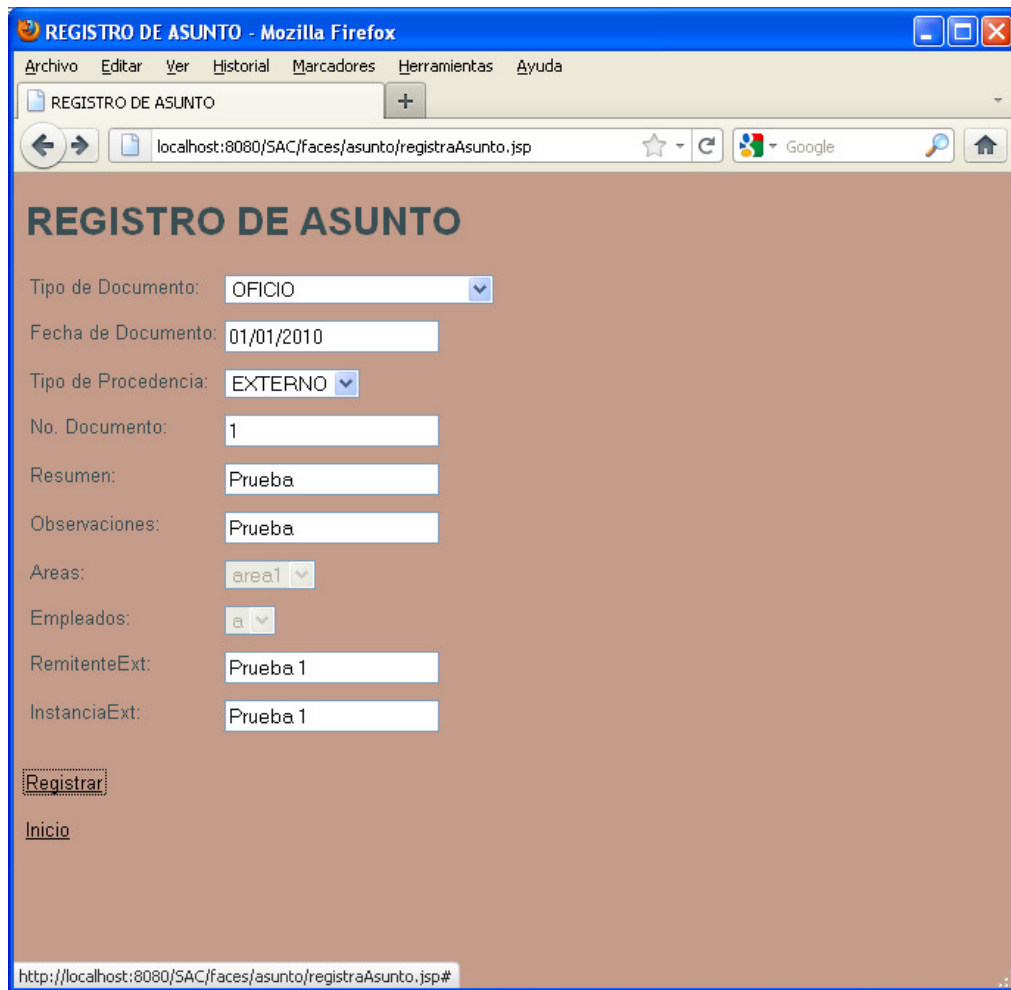 REGISTRO DE ASUNTO - Mozilla Firefox
Archivo Editar Ver Historial Marcadores Herramientas Ayuda
REGISTRO DE ASUNTO
localhost:8080/SAC/faces/asunto/registraAsunto.jsp Google
REGISTRO DE ASUNTO
Tipo de Documento: OFICIO
Fecha de Documento: 01/01/2010
Tipo de Procedencia: EXTERNO
No. Documento: 1
Resumen: Prueba
Observaciones: Prueba
Areas: area1
Empleados: a
RemitenteExt: Prueba 1
InstanciaExt: Prueba 1
Registrar
Inicio
http://localhost:8080/SAC/faces/asunto/registraAsunto.jsp#